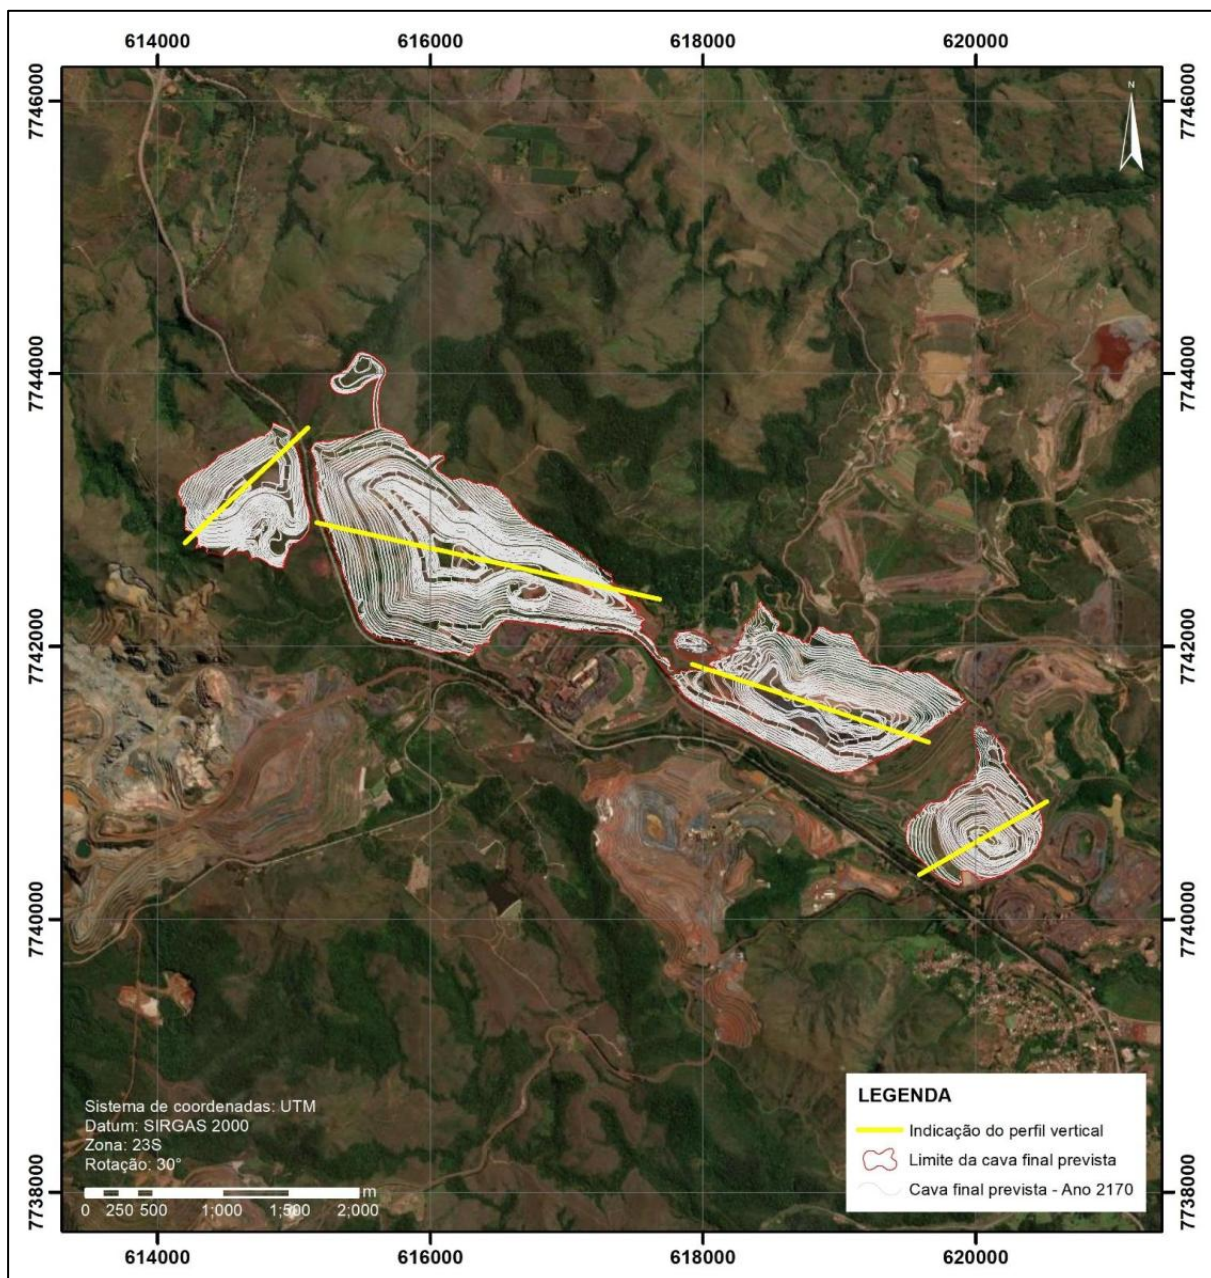 614000 616000 618000 620000
7746000 7746000
N
7744000 7744000
7742000 7742000
7740000 7740000
7738000 7738000
Sistema de coordenadas: UTM
Datum: SIRGAS 2000
Zona: 23S
Rotação: 30°
m
0 250 500 1;000 1;500 2;000
LEGENDA
Indicação do perfil vertical
Limite da cava final prevista
Cava final prevista - Ano 2170
614000 616000 618000 620000